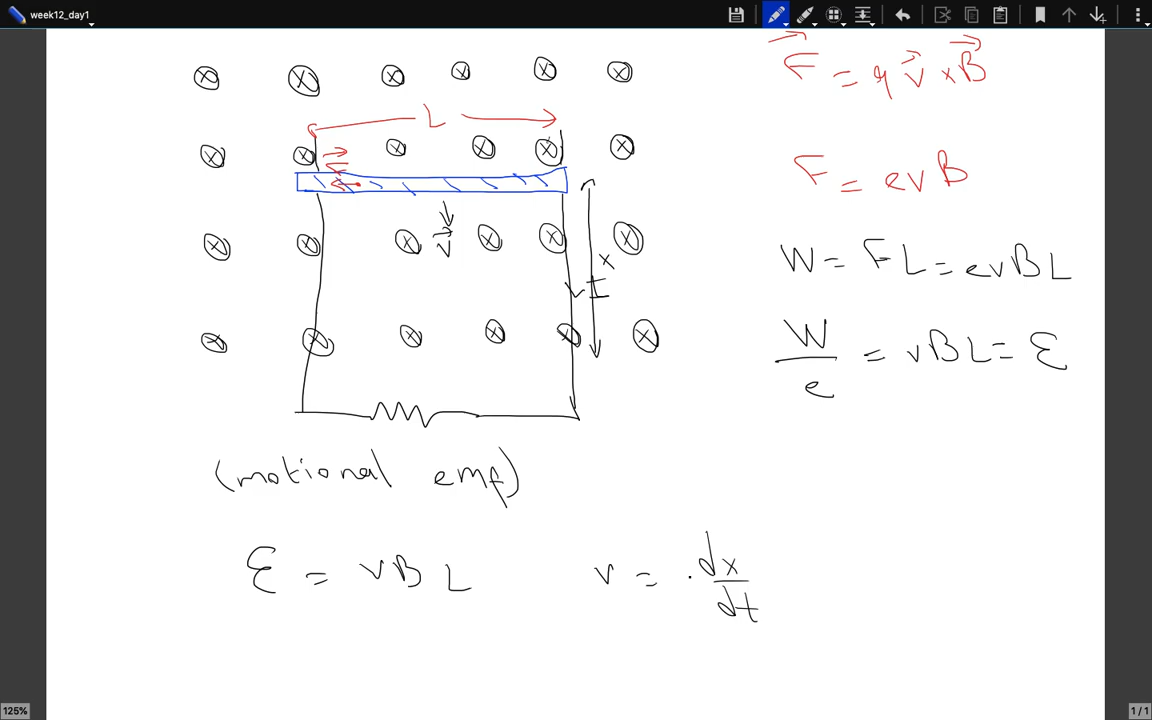 week12_day1
F = q v × B
L
F
F = evB
v
x
I
W = FL = evBL
W/e = vBL = ε
(motional emf)
ε = vBL
v = dx/dt
125%
1/1